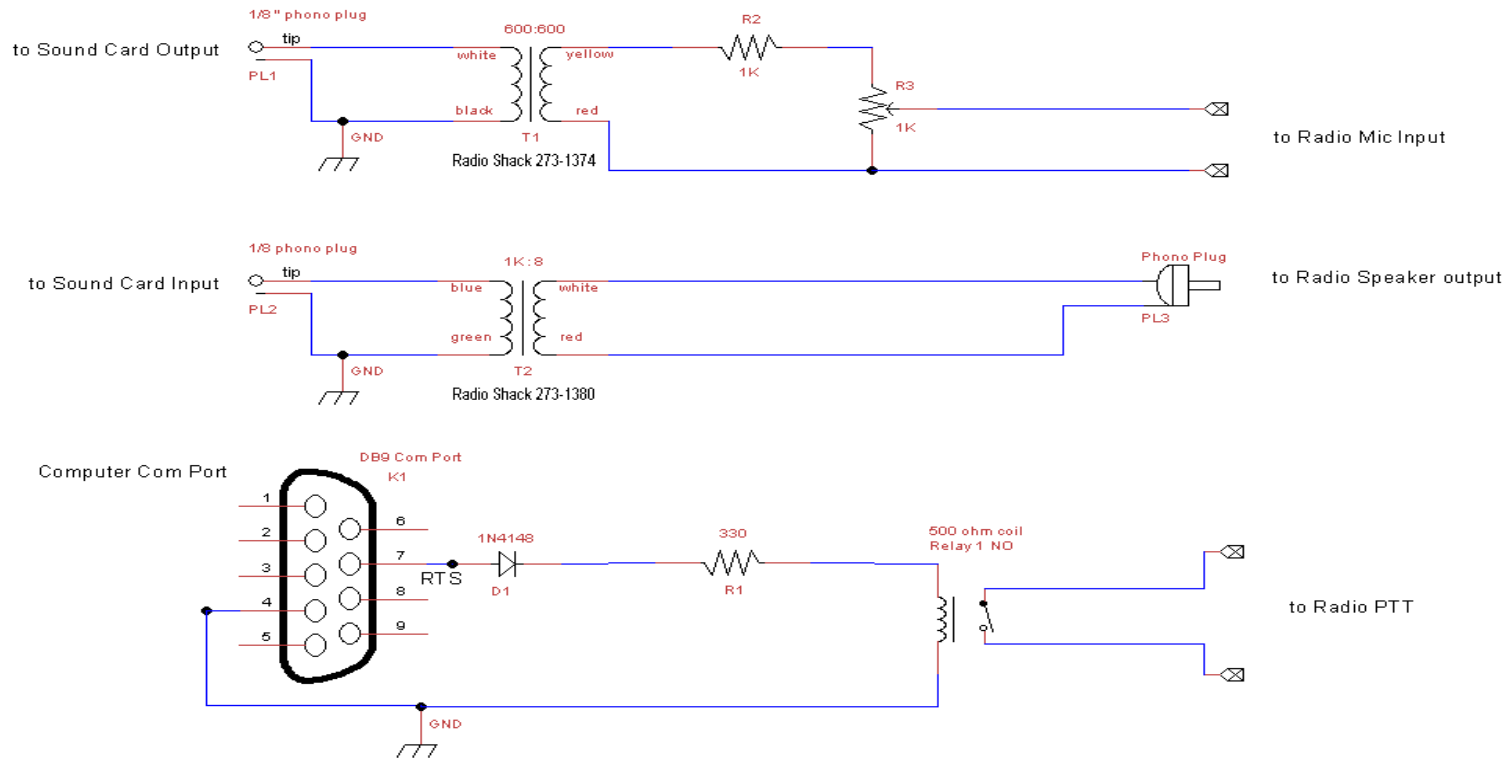 1/8" phono plug
to Sound Card Output
tip
PL1
GND
600:600
white
yellow
black
red
T1
Radio Shack 273-1374
R2
1K
R3
1K
to Radio Mic Input
1/8 phono plug
to Sound Card Input
tip
PL2
GND
1K:8
blue
white
green
red
T2
Radio Shack 273-1380
Phono Plug
PL3
to Radio Speaker output
Computer Com Port
DB9 Com Port
K1
1
2
3
4
5
6
7
8
9
RTS
1N4148
D1
330
R1
500 ohm coil
Relay 1 NO
to Radio PTT
GND